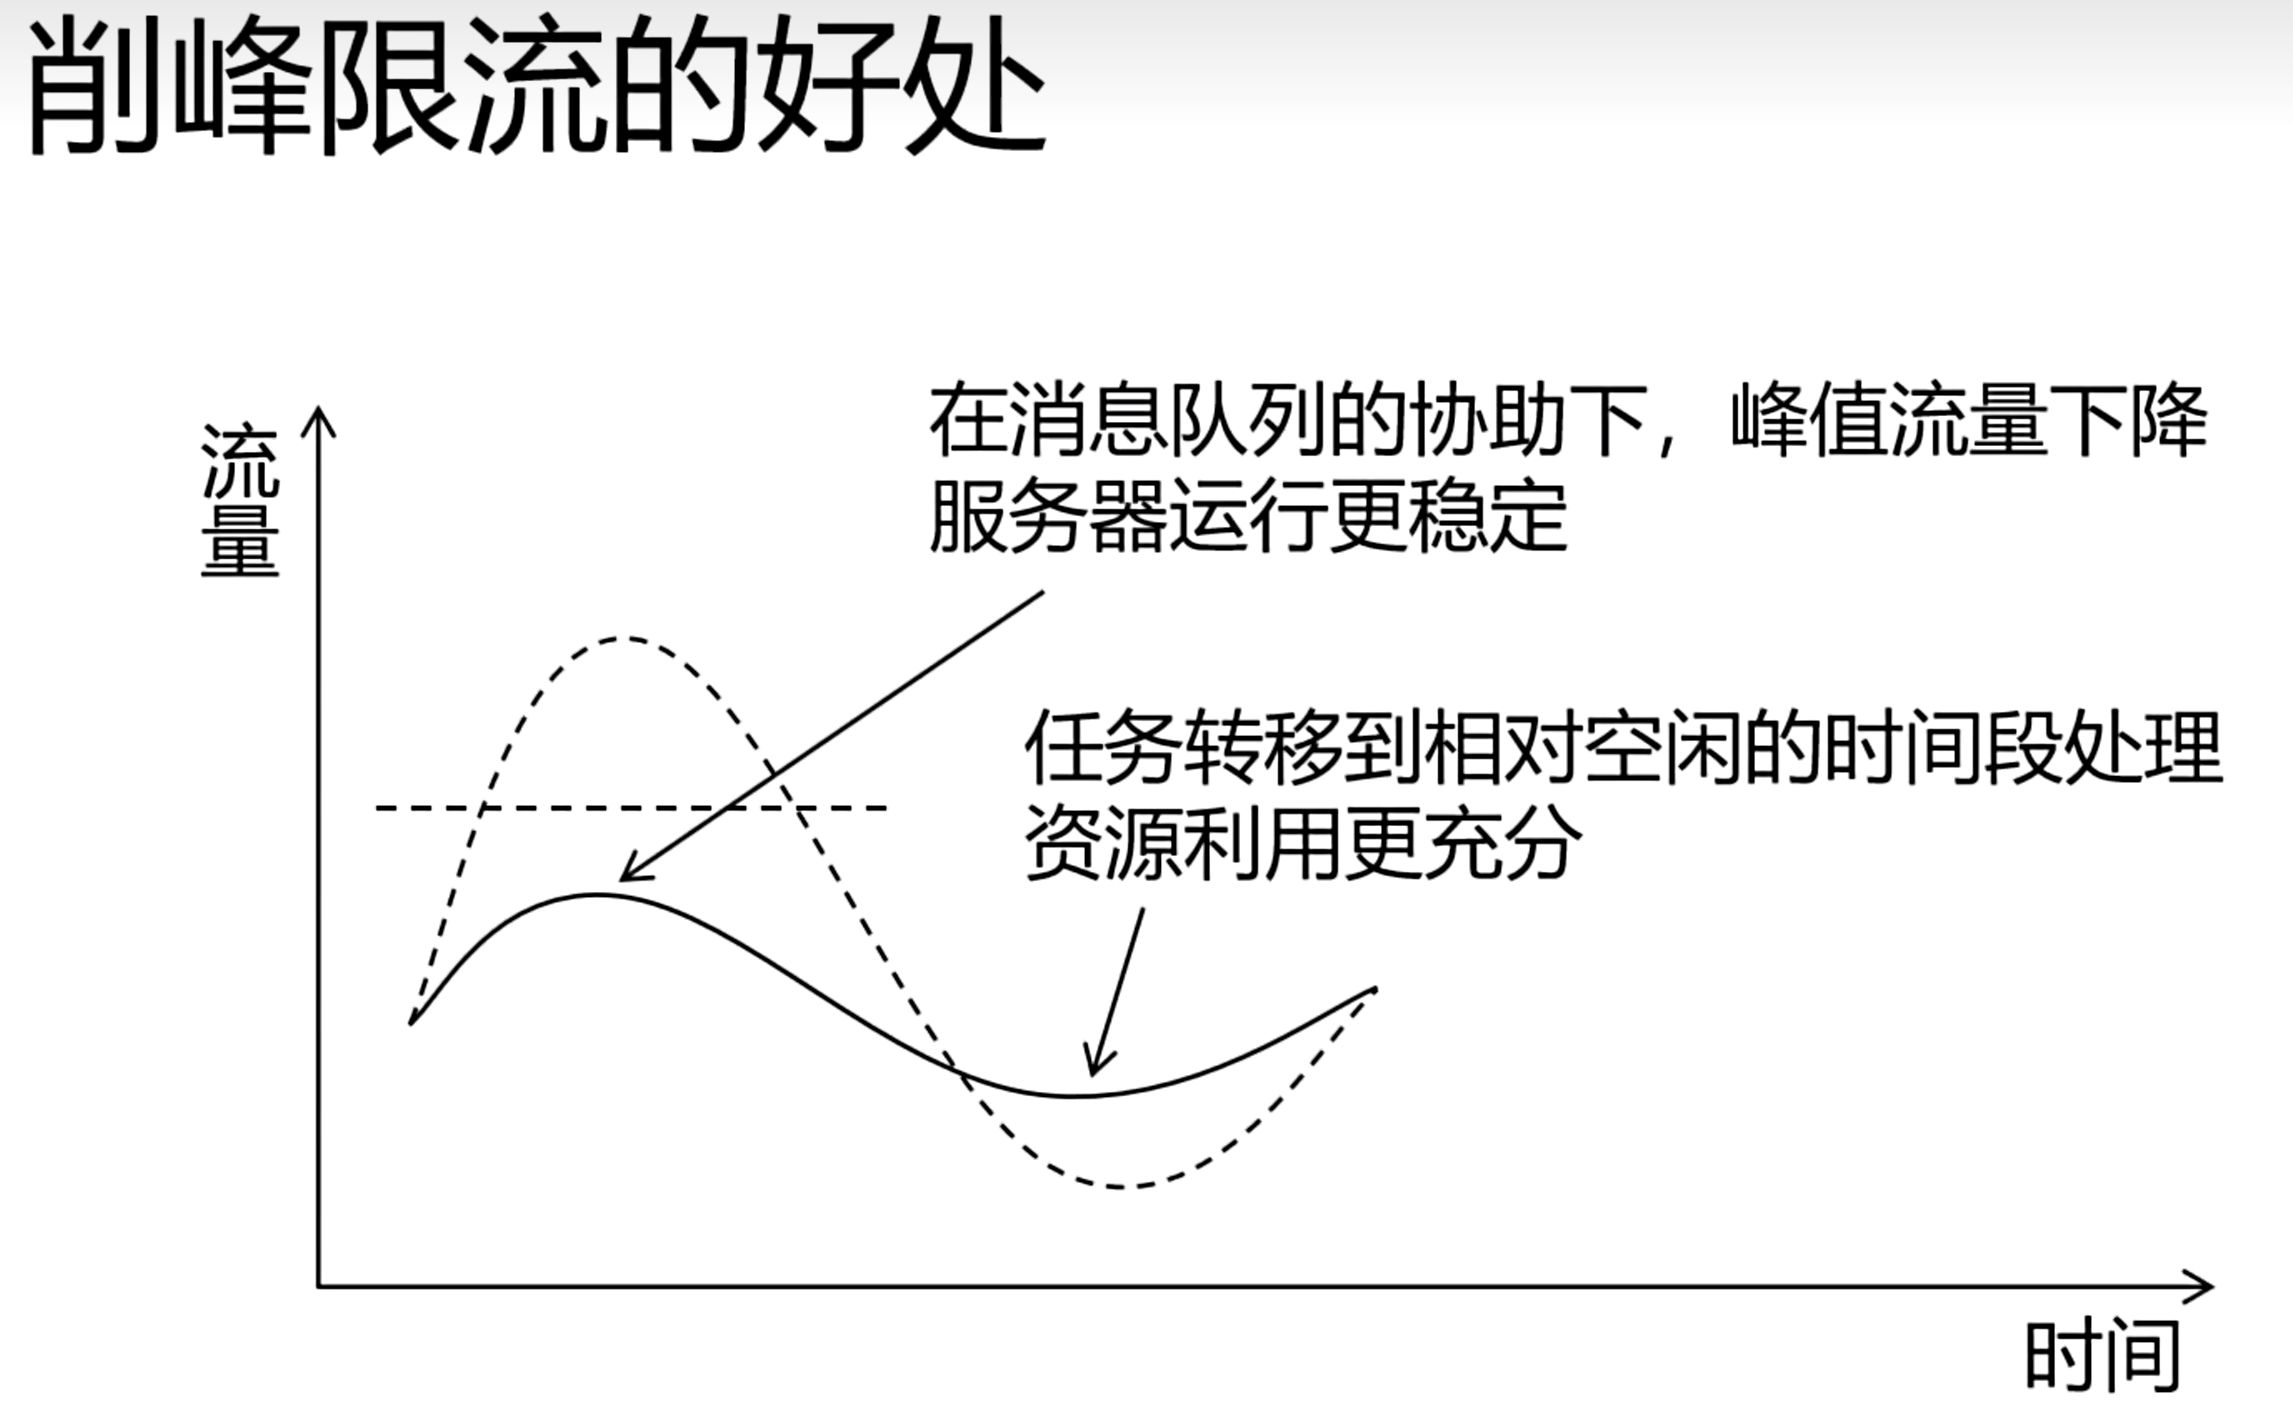 削峰限流的好处
流量
在消息队列的协助下，峰值流量下降
服务器运行更稳定
任务转移到相对空闲的时间段处理
资源利用更充分
时间